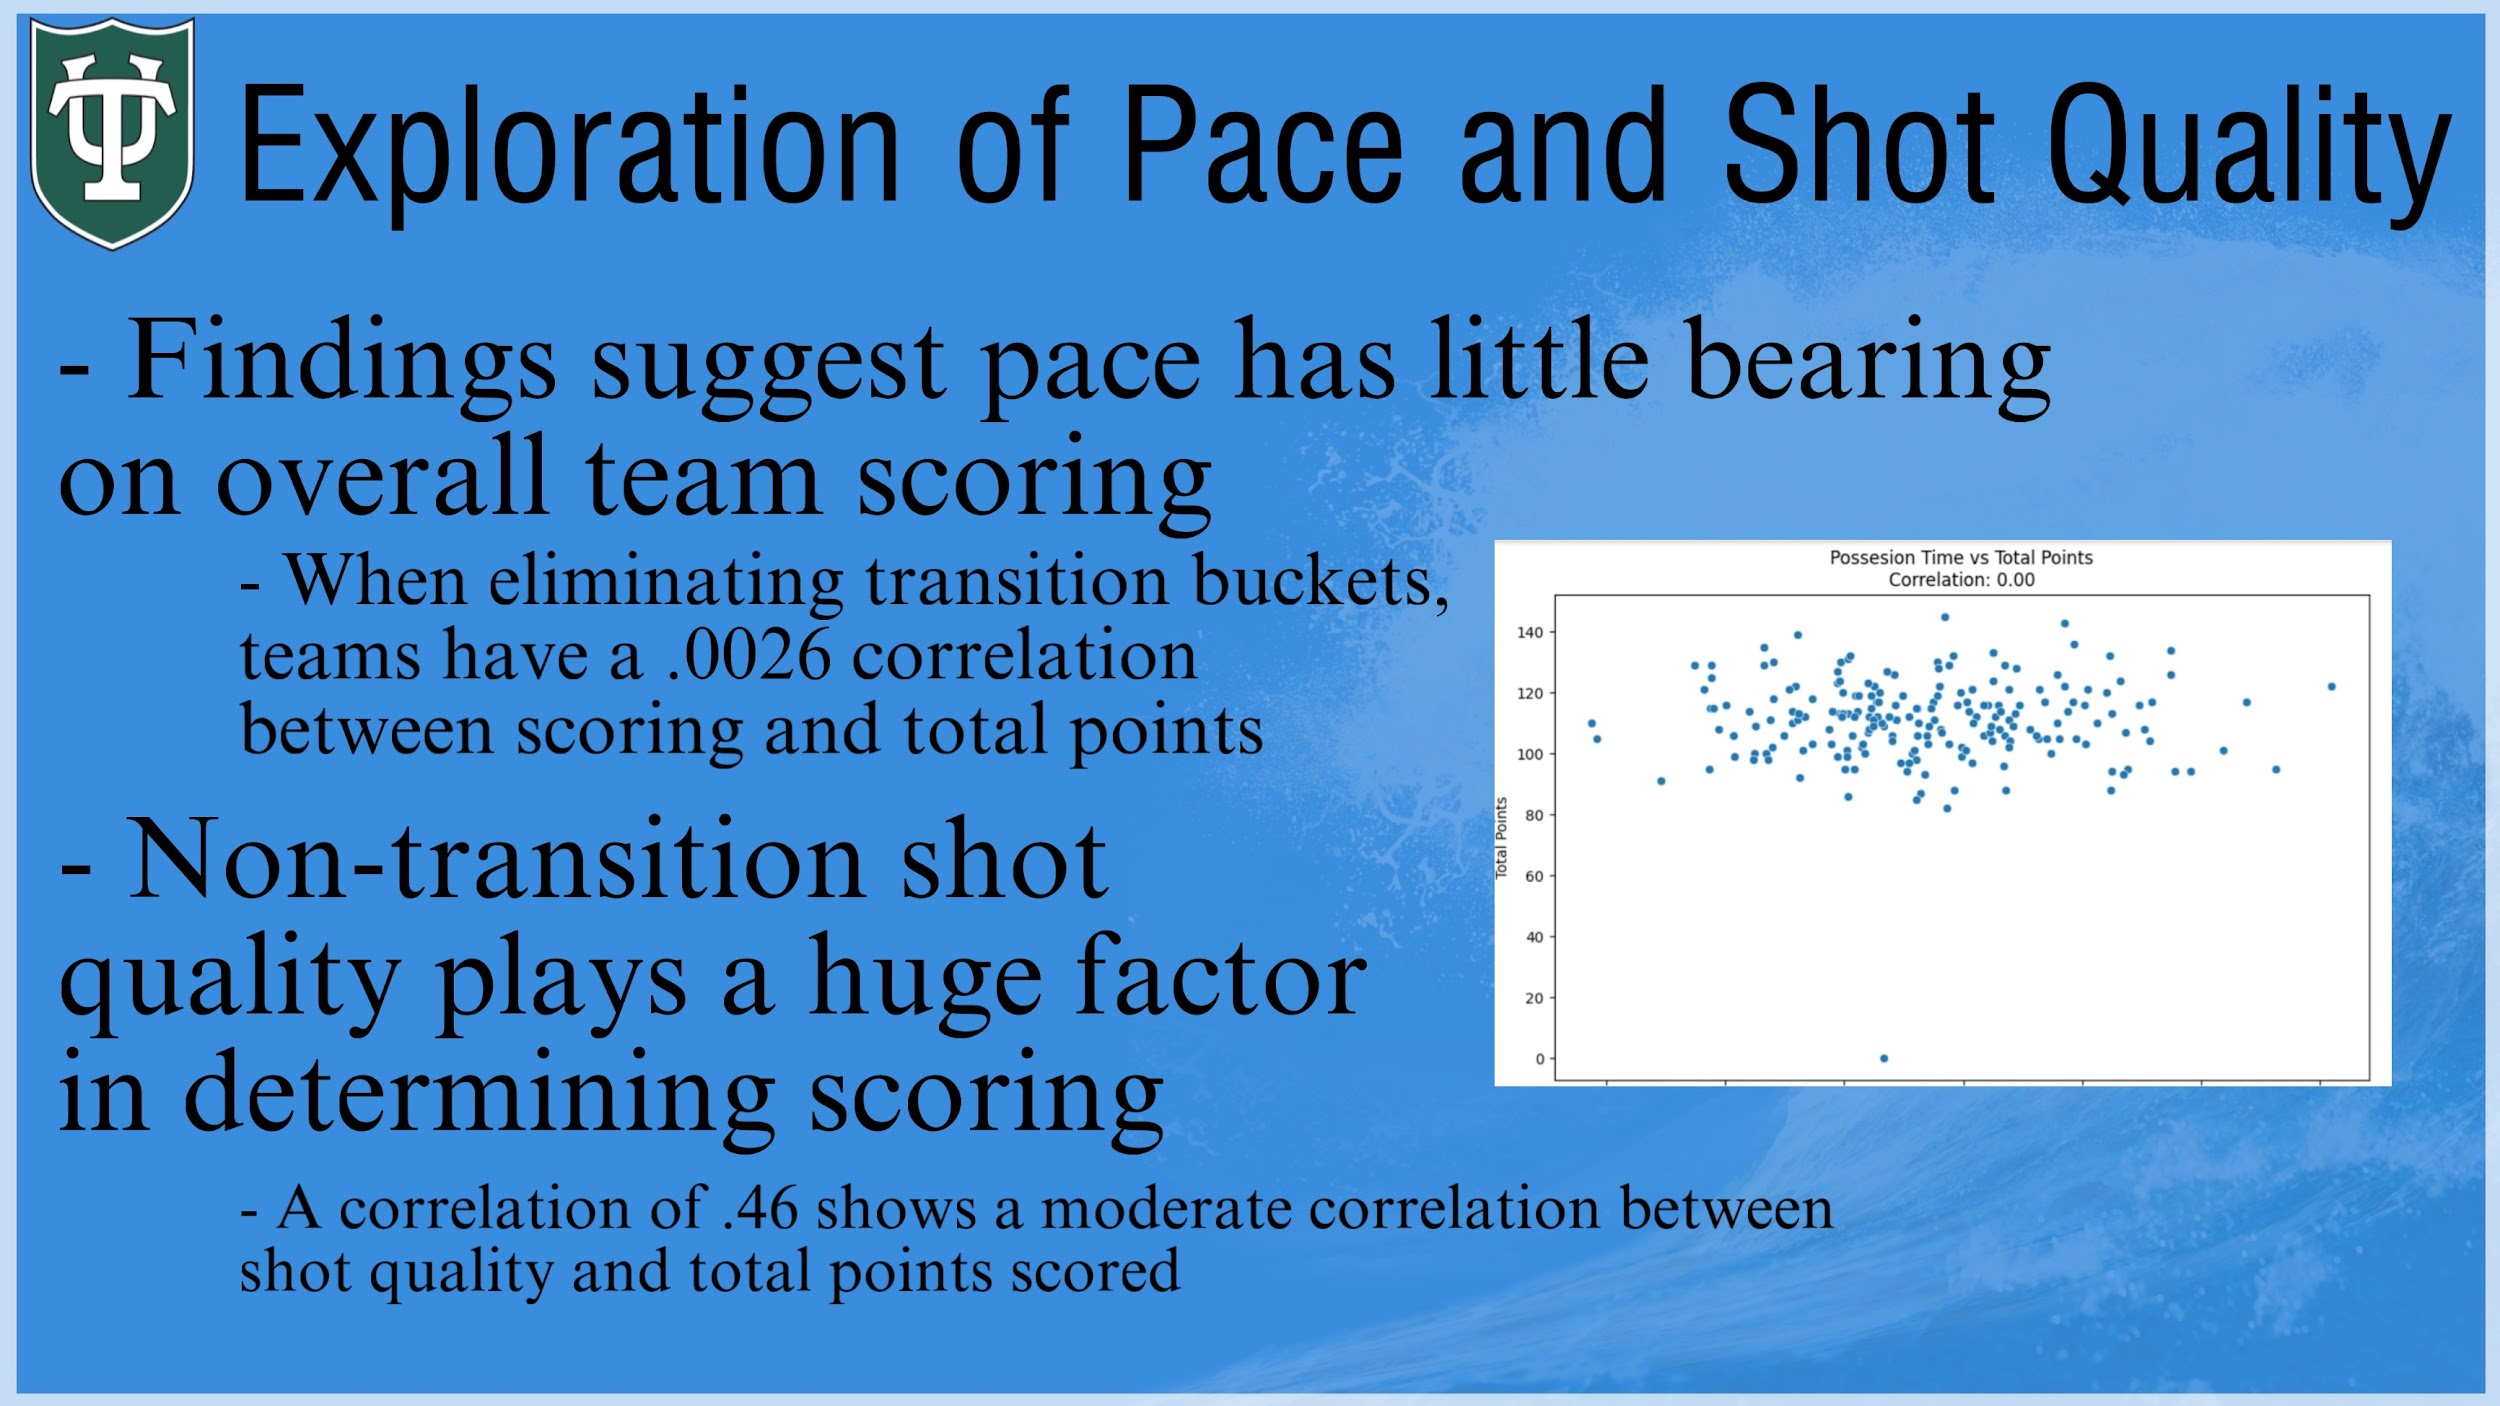 Exploration of Pace and Shot Quality
- Findings suggest pace has little bearing
on overall team scoring
- When eliminating transition buckets,
teams have a .0026 correlation
between scoring and total points
- Non-transition shot
quality plays a huge factor
in determining scoring
- A correlation of .46 shows a moderate correlation between
shot quality and total points scored
Possesion Time vs Total Points
Correlation: 0.00
140
120
100
80
60
40
20
0
Total Points